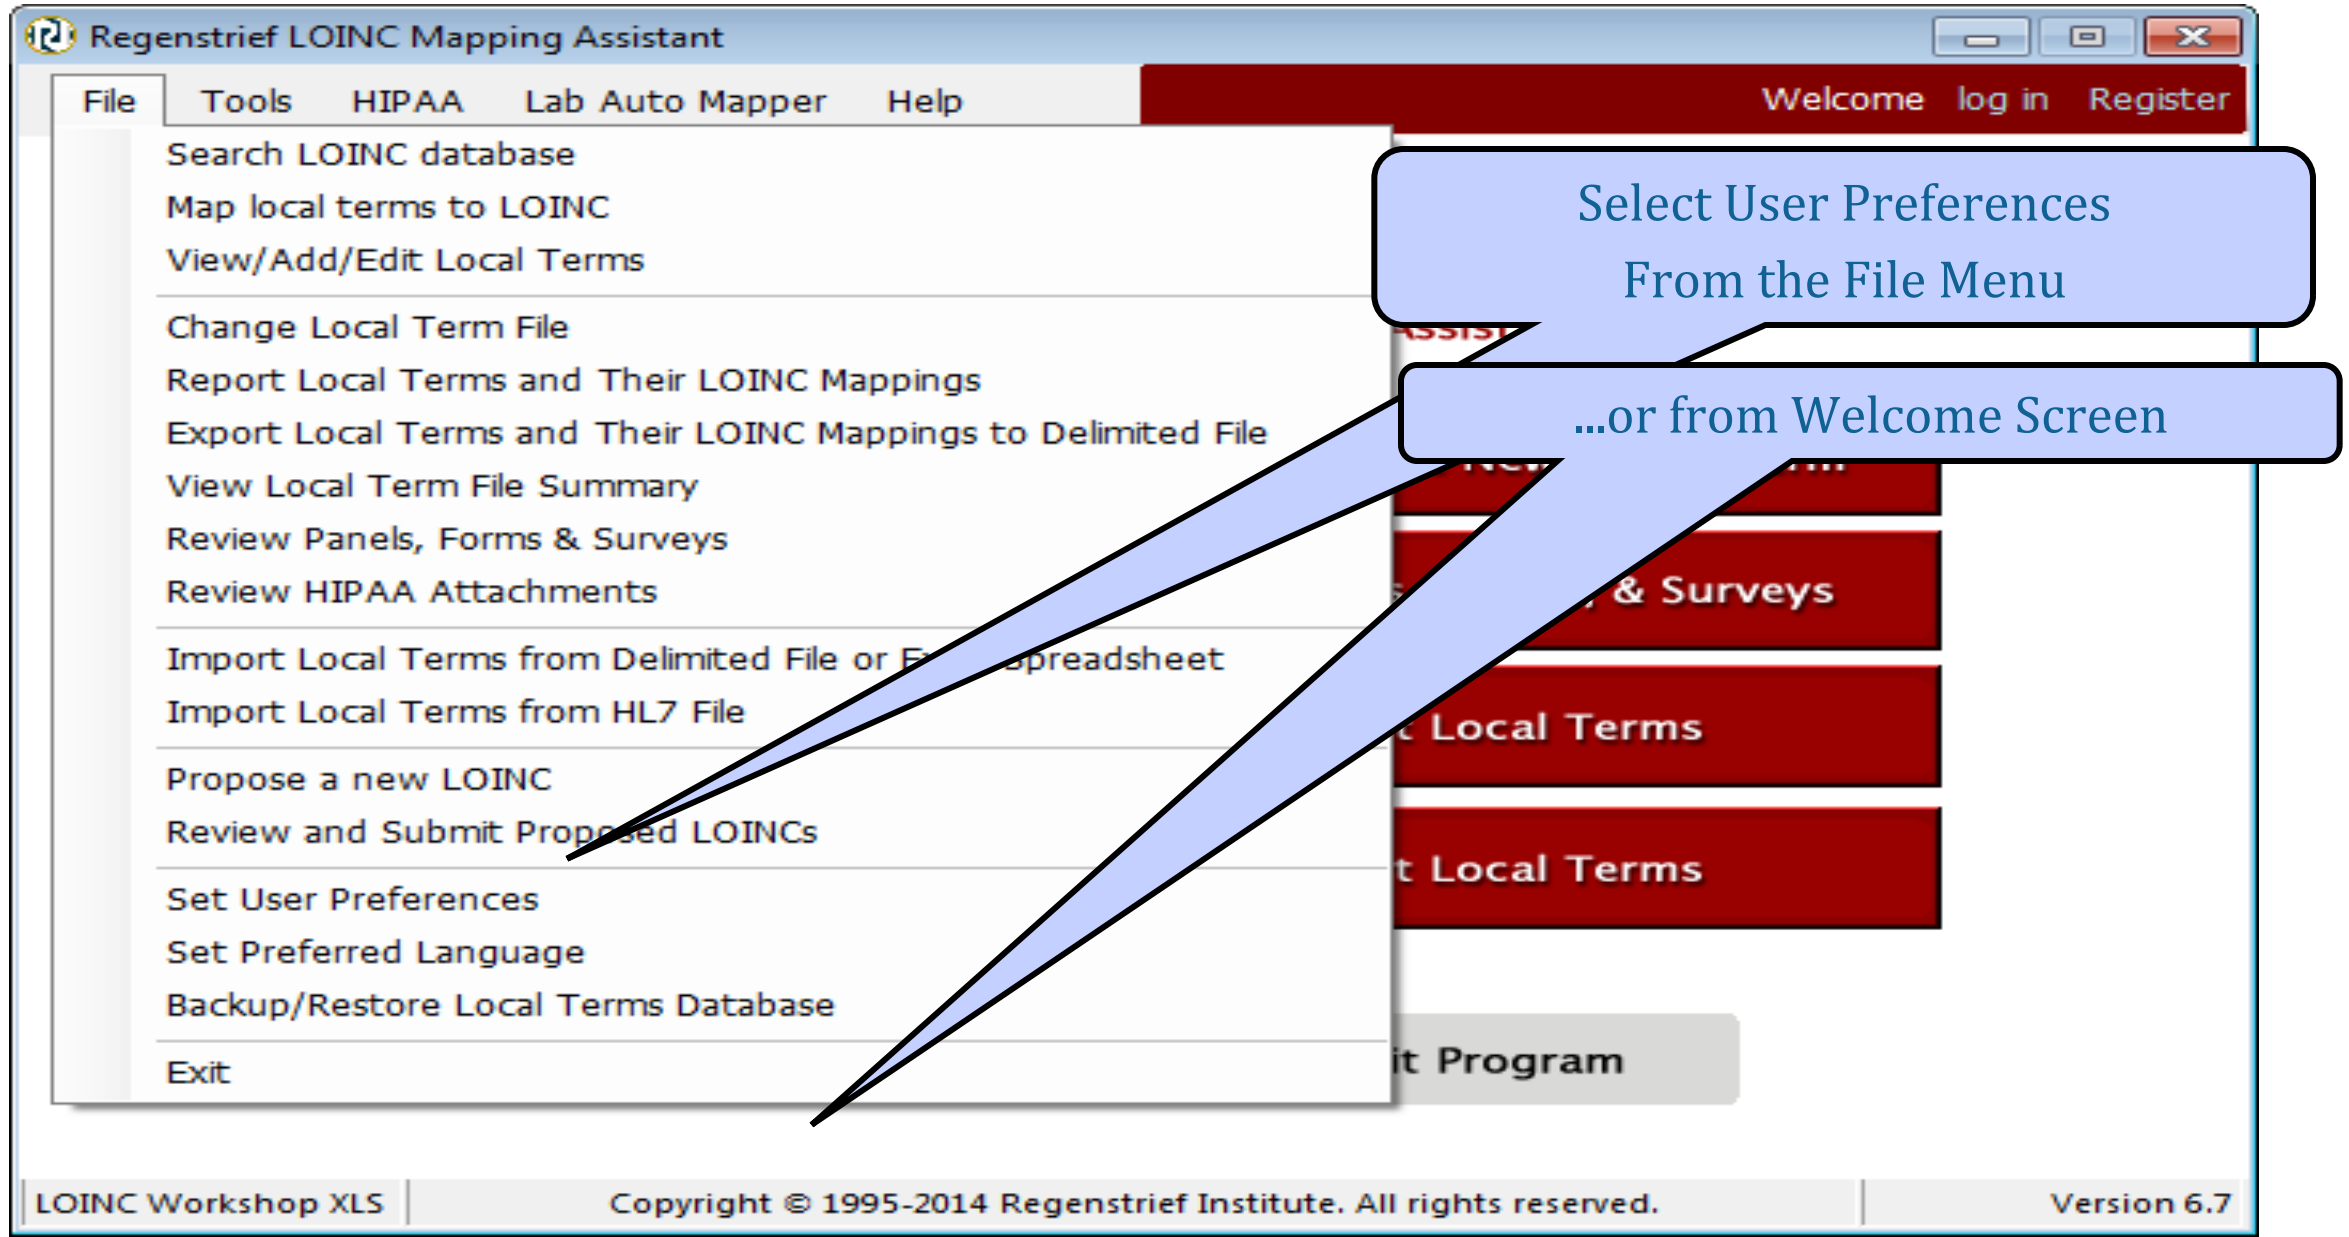 Regenstrief LOINC Mapping Assistant
File Tools HIPAA Lab Auto Mapper Help
Welcome log in Register
Search LOINC database
Map local terms to LOINC
View/Add/Edit Local Terms
Select User Preferences
From the File Menu
Change Local Term File
Report Local Terms and Their LOINC Mappings
...or from Welcome Screen
Export Local Terms and Their LOINC Mappings to Delimited File
View Local Term File Summary
Review Panels, Forms & Surveys
Review HIPAA Attachments
& Surveys
Import Local Terms from Delimited File or Spreadsheet
Import Local Terms from HL7 File
Local Terms
Propose a new LOINC
Review and Submit Proposed LOINCs
Local Terms
Set User Preferences
Set Preferred Language
Backup/Restore Local Terms Database
Exit
Program
LOINC Workshop XLS
Copyright © 1995-2014 Regenstrief Institute. All rights reserved.
Version 6.7